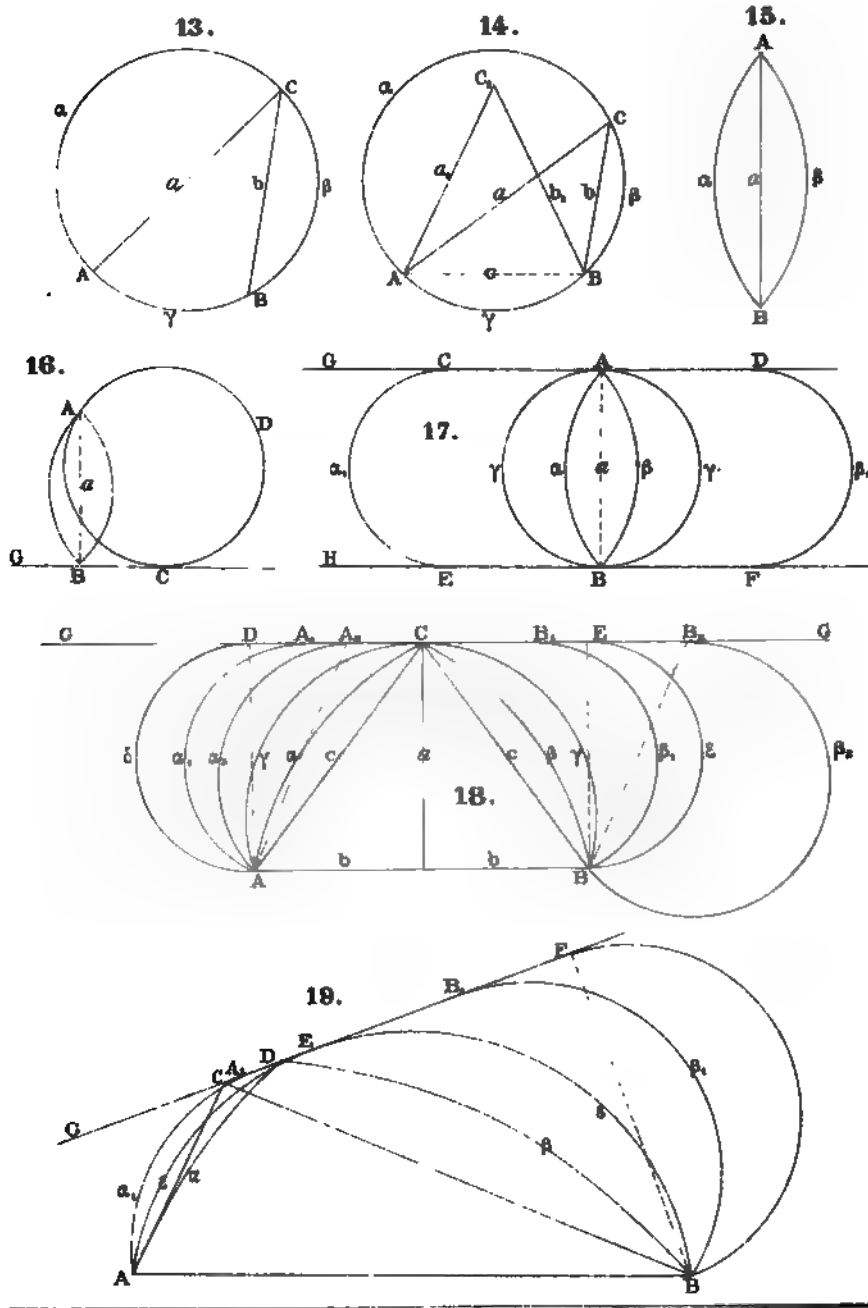 13.
C
α
a
b
β
A
B
γ
14.
C₁
C
α
a₁
a
b₁
b
β
A
c
B
γ
15.
A
α
a
β
B
16.
A
D
a
G
B
C
17.
G
C
A
D
α₁
γ
α
a
β
γ
β₁
H
E
B
F
18.
G
D
A₁
A₂
C
B₁
E
B₂
G
δ
α₁
α₂
γ
α
c
a
c
β
γ
β₁
ε
β₂
b
b
A
B
19.
F
B₁
E
D
A₁
C
G
β₁
ε
β
α₁
ε
α
A
B